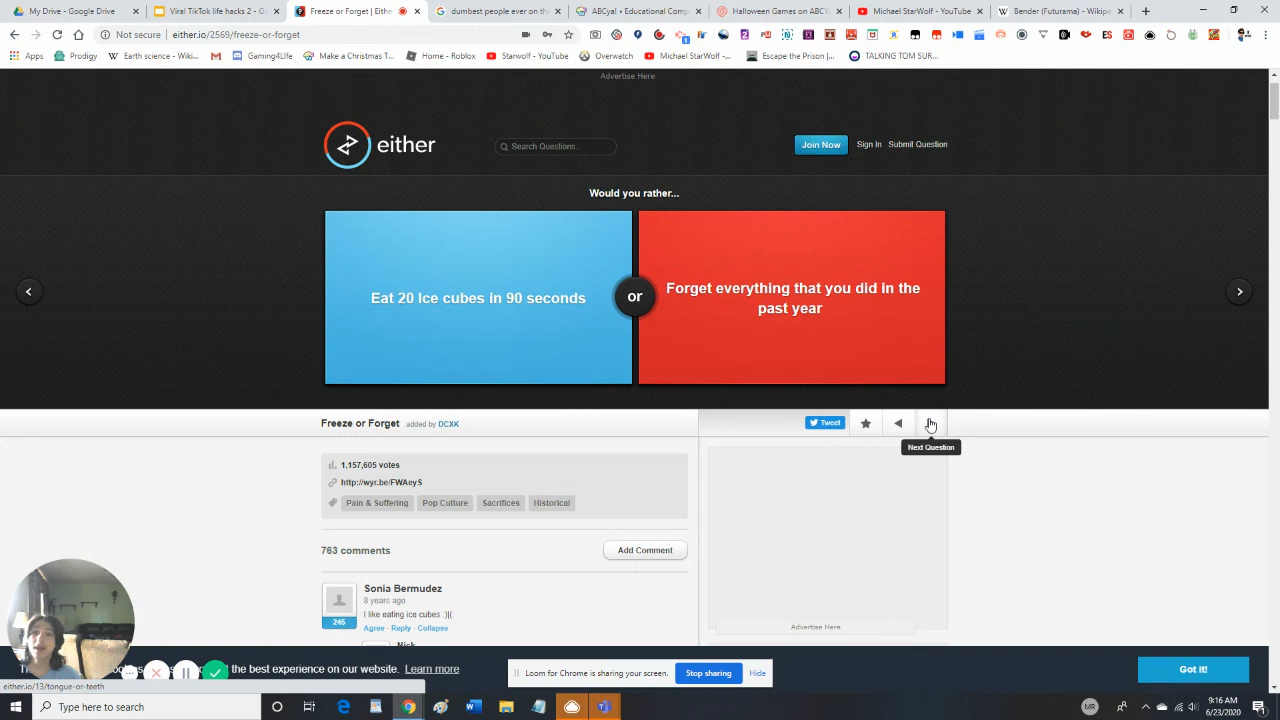 My Drive - Google Drive
Viral TikTok life hacks 2 - G
Freeze or Forget | either
dumbest people ever on th
ABCya! • Educational Comp
Halloween Games on ABCY
Michael StarWolf - YouTube
Bender (Futurama) - Wikipe
Not secure
either.io/2569/freeze-or-forget
Apps
Prodigy
Earth science - Wiki...
Gaming4Life
Make a Christmas T...
Home - Roblox
Starwolf - YouTube
Overwatch
Michael StarWolf -...
Escape the Prison |...
TALKING TOM SUR...
Advertise Here
either
Search Questions...
Join Now
Sign In
Submit Question
Would you rather...
Eat 20 Ice cubes in 90 seconds
or
Forget everything that you did in the
past year
Freeze or Forget
added by DCXK
Tweet
Next Question
1,157,605 votes
http://wyr.be/FWAeyS
Pain & Suffering
Pop Culture
Sacrifices
Historical
763 comments
Add Comment
Sonia Bermudez
8 years ago
245
I like eating ice cubes :)|(:
Agree - Reply - Collapse
Nick
Advertise Here
the best experience on our website. Learn more
Loom for Chrome is sharing your screen.
Stop sharing
Hide
Got it!
either.io/13/tongue-or-teeth
Type here to search
MR
9:16 AM
6/23/2020